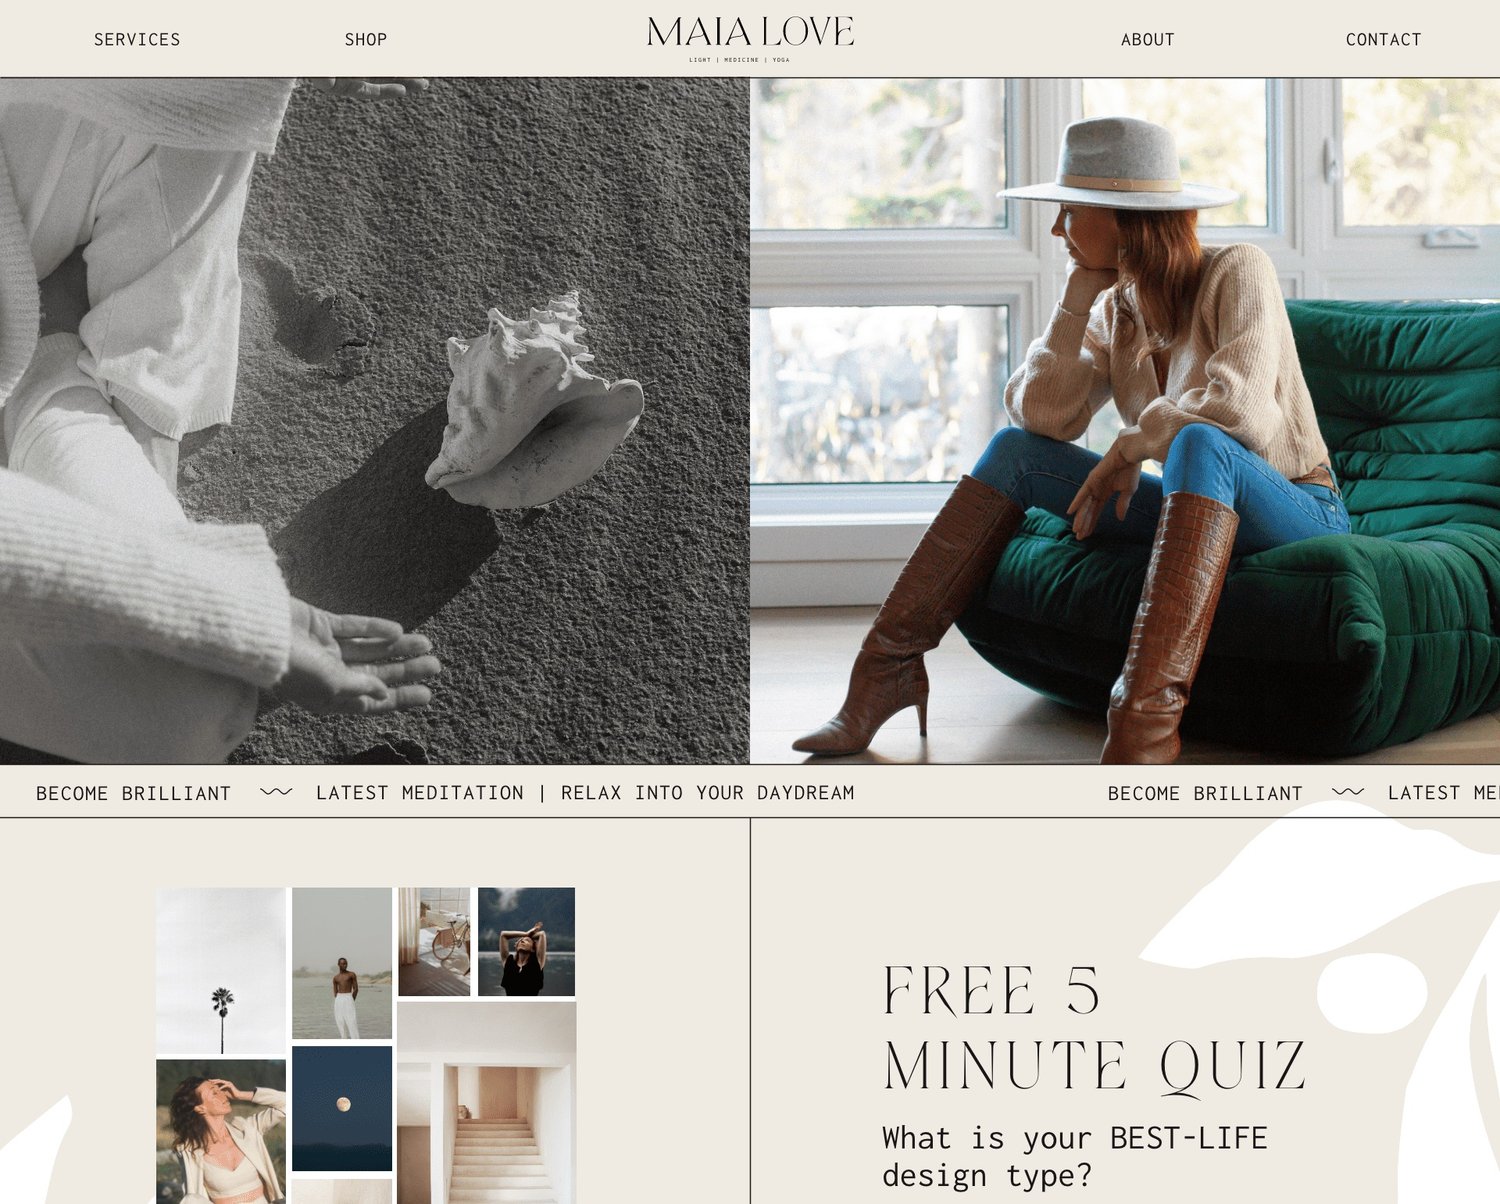 SERVICES
SHOP
MAIA LOVE
LIGHT | MEDICINE | YOGA
ABOUT
CONTACT
BECOME BRILLIANT
LATEST MEDITATION | RELAX INTO YOUR DAYDREAM
BECOME BRILLIANT
LATEST ME
FREE 5
MINUTE QUIZ
What is your BEST-LIFE
design type?